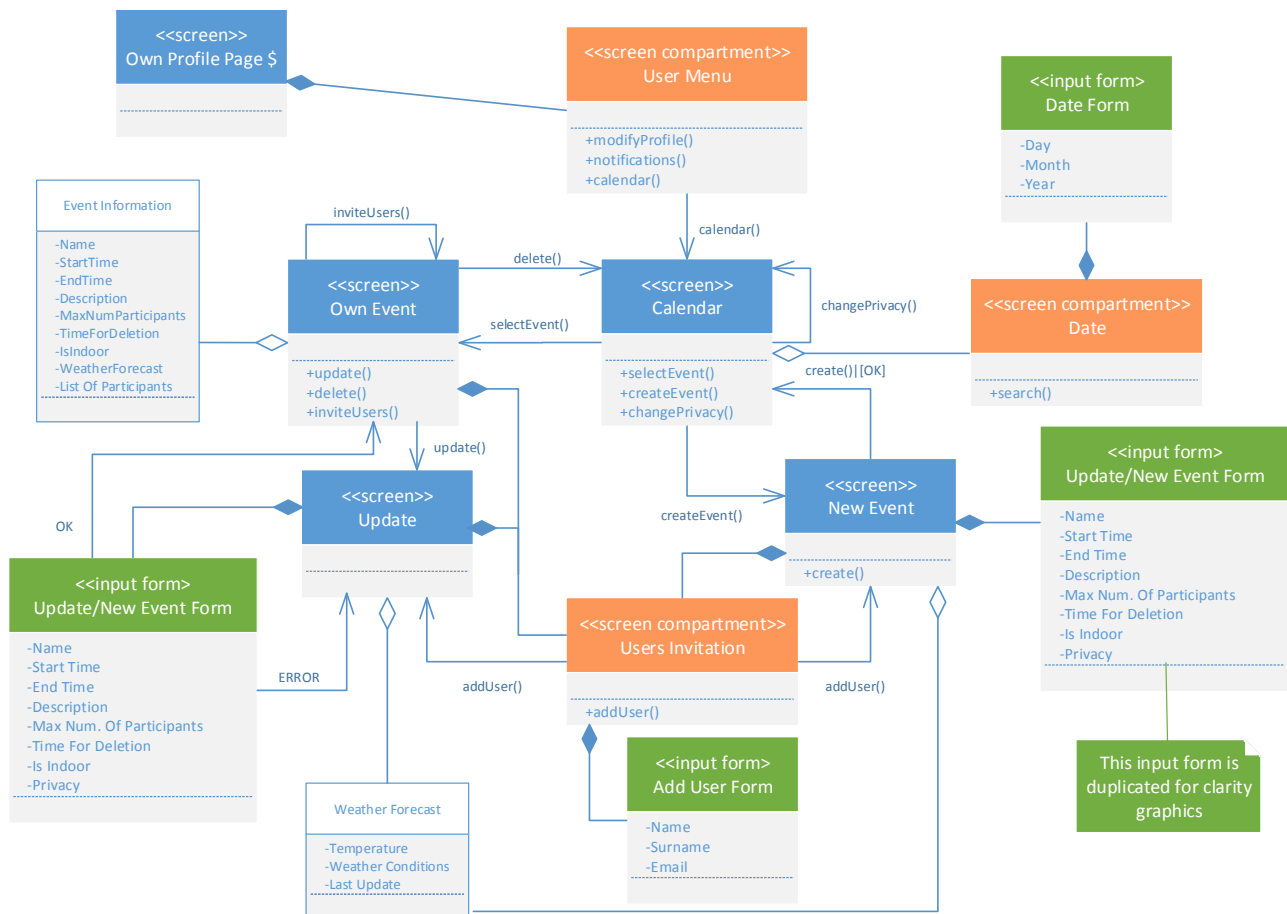 <<screen>>
Own Profile Page $
<<screen compartment>>
User Menu
+modifyProfile()
+notifications()
+calendar()
<<input form>
Date Form
-Day
-Month
-Year
Event Information
-Name
-StartTime
-EndTime
-Description
-MaxNumParticipants
-TimeForDeletion
-IsIndoor
-WeatherForecast
-List Of Participants
inviteUsers()
calendar()
delete()
<<screen>>
Own Event
+update()
+delete()
+inviteUsers()
selectEvent()
<<screen>>
Calendar
+selectEvent()
+createEvent()
+changePrivacy()
changePrivacy()
<<screen compartment>>
Date
+search()
create()|[OK]
update()
<<screen>>
Update
createEvent()
<<screen>>
New Event
+create()
<<input form>
Update/New Event Form
-Name
-Start Time
-End Time
-Description
-Max Num. Of Participants
-Time For Deletion
-Is Indoor
-Privacy
OK
<<input form>
Update/New Event Form
-Name
-Start Time
-End Time
-Description
-Max Num. Of Participants
-Time For Deletion
-Is Indoor
-Privacy
ERROR
<<screen compartment>>
Users Invitation
+addUser()
addUser()
addUser()
<<input form>
Add User Form
-Name
-Surname
-Email
This input form is
duplicated for clarity
graphics
Weather Forecast
-Temperature
-Weather Conditions
-Last Update